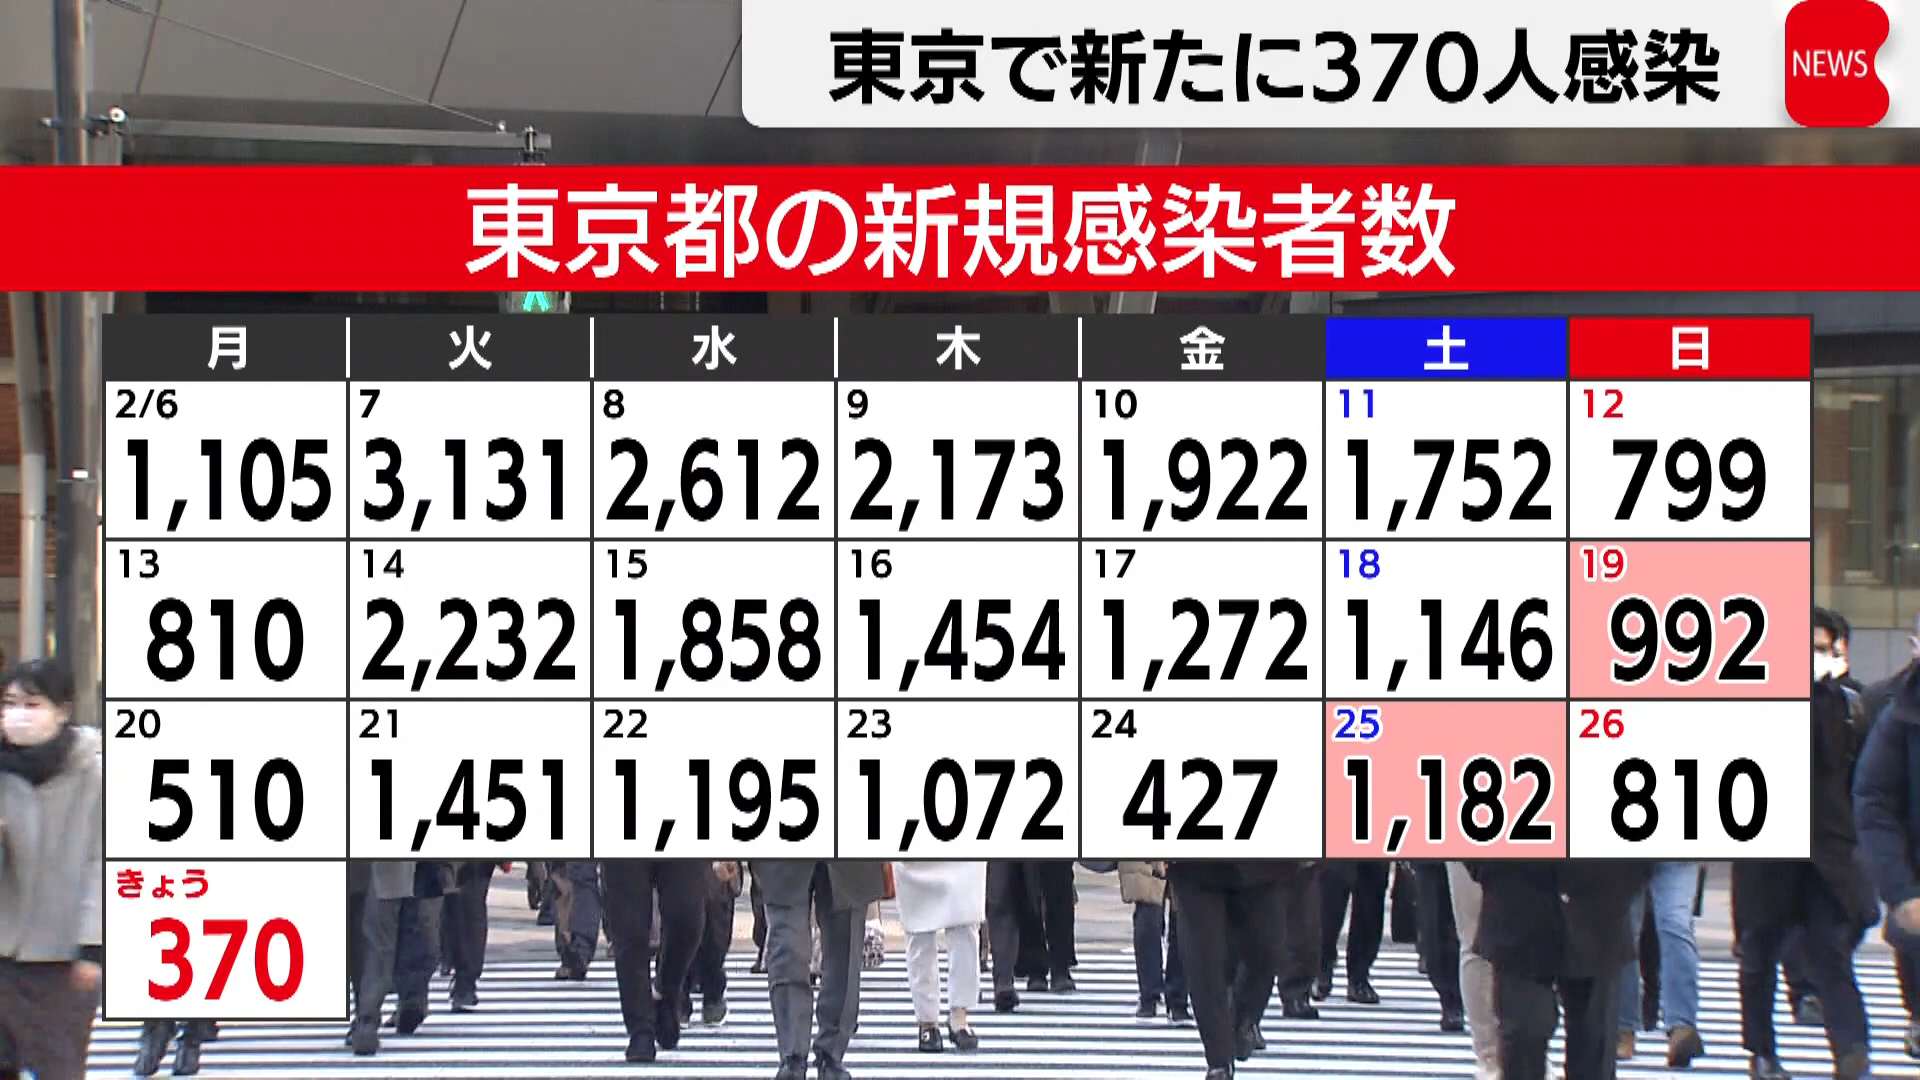 東京で新たに370人感染
NEWS
東京都の新規感染者数
月 火 水 木 金 土 日
2/6 7 8 9 10 11 12
1,105 3,131 2,612 2,173 1,922 1,752 799
13 14 15 16 17 18 19
810 2,232 1,858 1,454 1,272 1,146 992
20 21 22 23 24 25 26
510 1,451 1,195 1,072 427 1,182 810
きょう
370